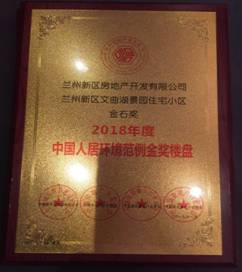 兰州新区房地产开发有限公司
兰州新区文曲湖景园住宅小区
金石奖
2018年度
中国人居环境范例金奖楼盘